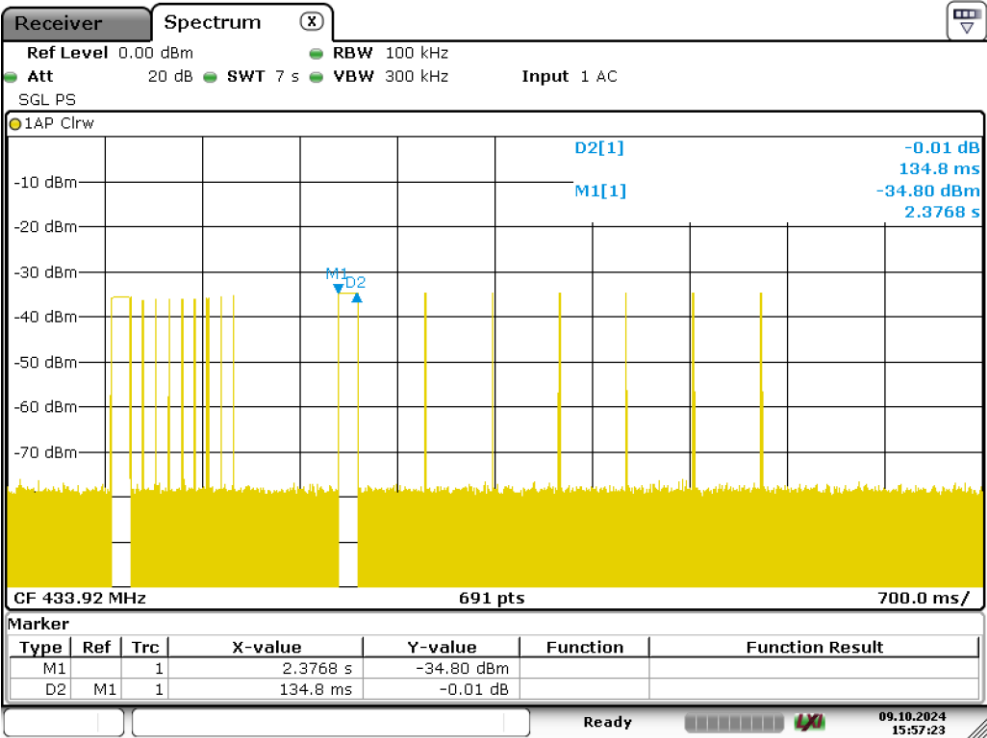 Receiver Spectrum X
Ref Level 0.00 dBm RBW 100 kHz
Att 20 dB SWT 7 s VBW 300 kHz Input 1 AC
SGL PS
1AP Clrw
D2[1] -0.01 dB
134.8 ms
-10 dBm
M1[1] -34.80 dBm
2.3768 s
-20 dBm
-30 dBm
M1
D2
-40 dBm
-50 dBm
-60 dBm
-70 dBm
CF 433.92 MHz 691 pts 700.0 ms/
Marker
Type Ref Trc X-value Y-value Function Function Result
M1 1 2.3768 s -34.80 dBm
D2 M1 1 134.8 ms -0.01 dB
Ready LXI 09.10.2024
15:57:23